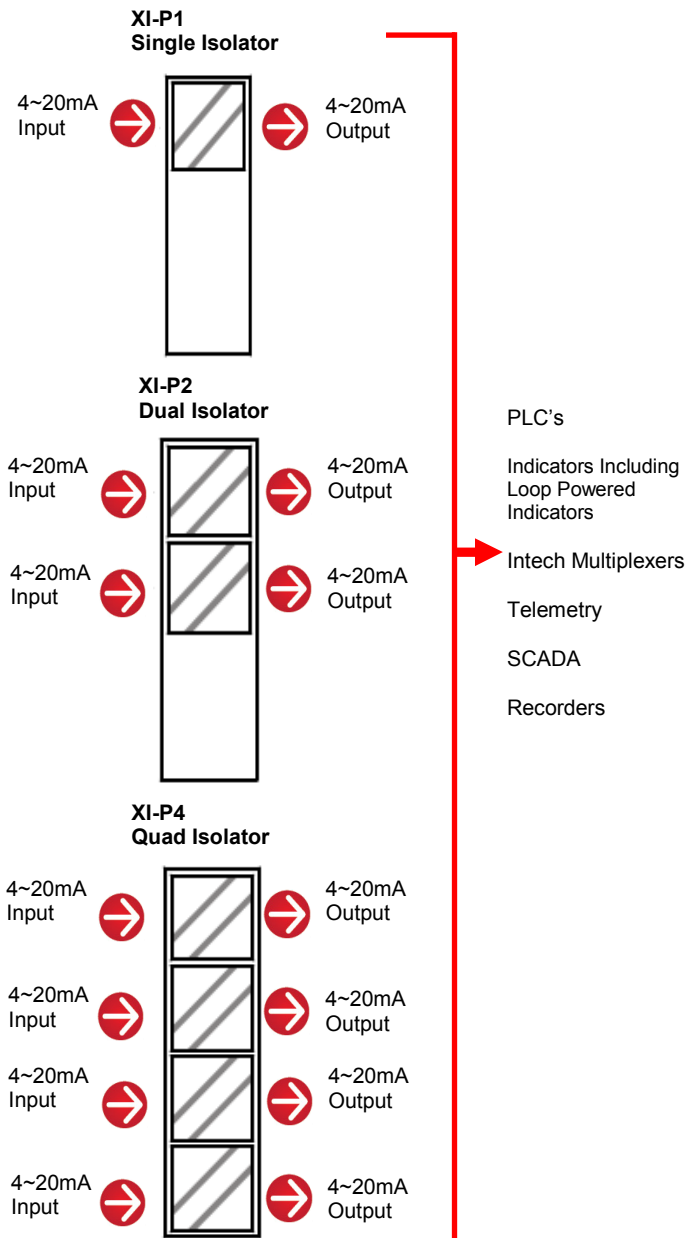 XI-P1
Single Isolator
4~20mA
Input
4~20mA
Output
XI-P2
Dual Isolator
4~20mA
Input
4~20mA
Output
4~20mA
Input
4~20mA
Output
XI-P4
Quad Isolator
4~20mA
Input
4~20mA
Output
4~20mA
Input
4~20mA
Output
4~20mA
Input
4~20mA
Output
4~20mA
Input
4~20mA
Output
PLC's
Indicators Including
Loop Powered
Indicators
Intech Multiplexers
Telemetry
SCADA
Recorders